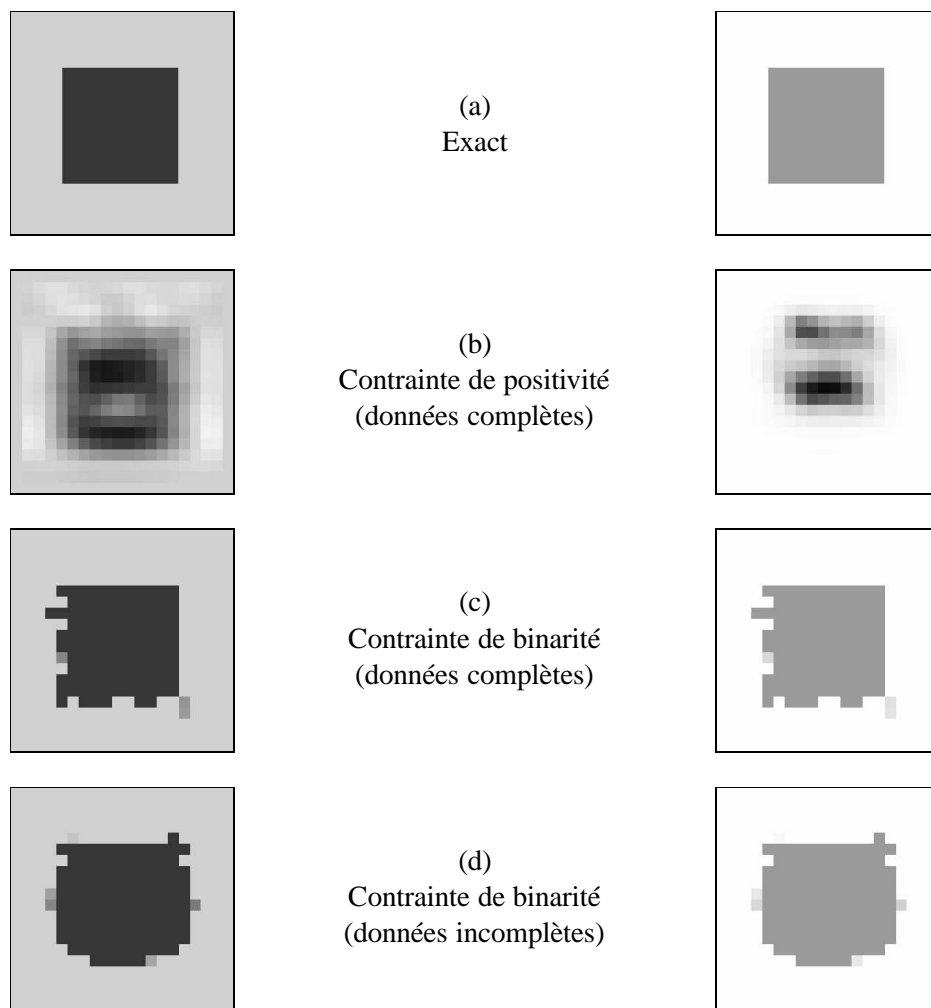 (a)
Exact
(b)
Contrainte de positivité
(données complètes)
(c)
Contrainte de binarité
(données complètes)
(d)
Contrainte de binarité
(données incomplètes)